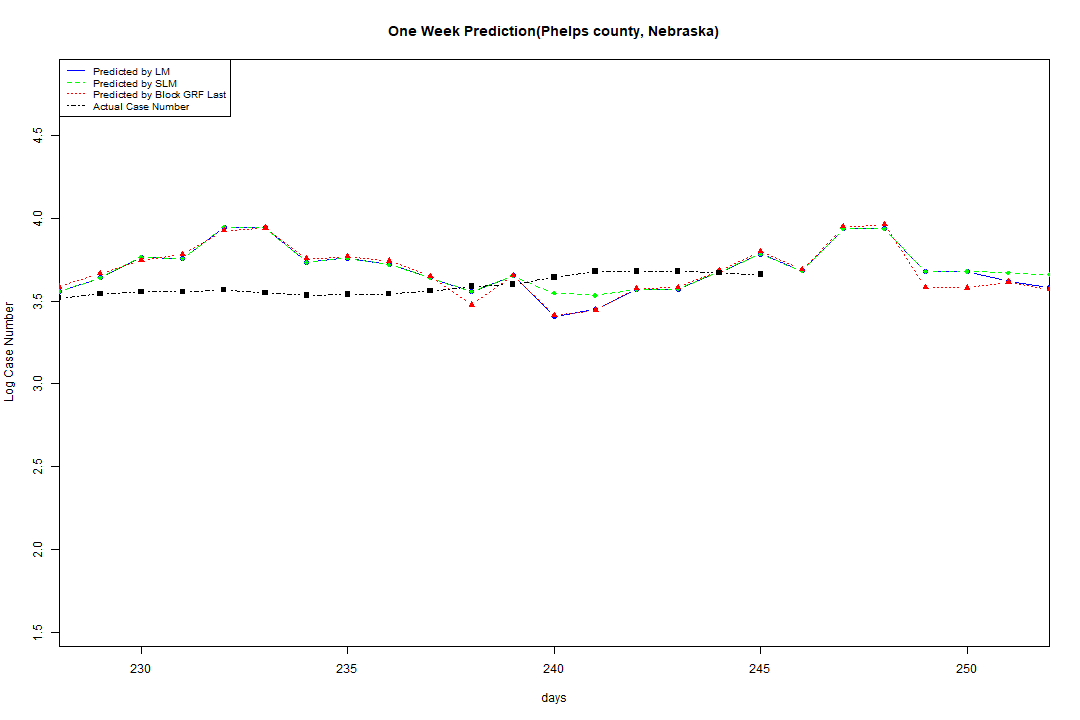 One Week Prediction(Phelps county, Nebraska)
Predicted by LM
Predicted by SLM
Predicted by Block GRF Last
Actual Case Number
4.5
4.0
3.5
3.0
2.5
2.0
1.5
Log Case Number
230 235 240 245 250
days